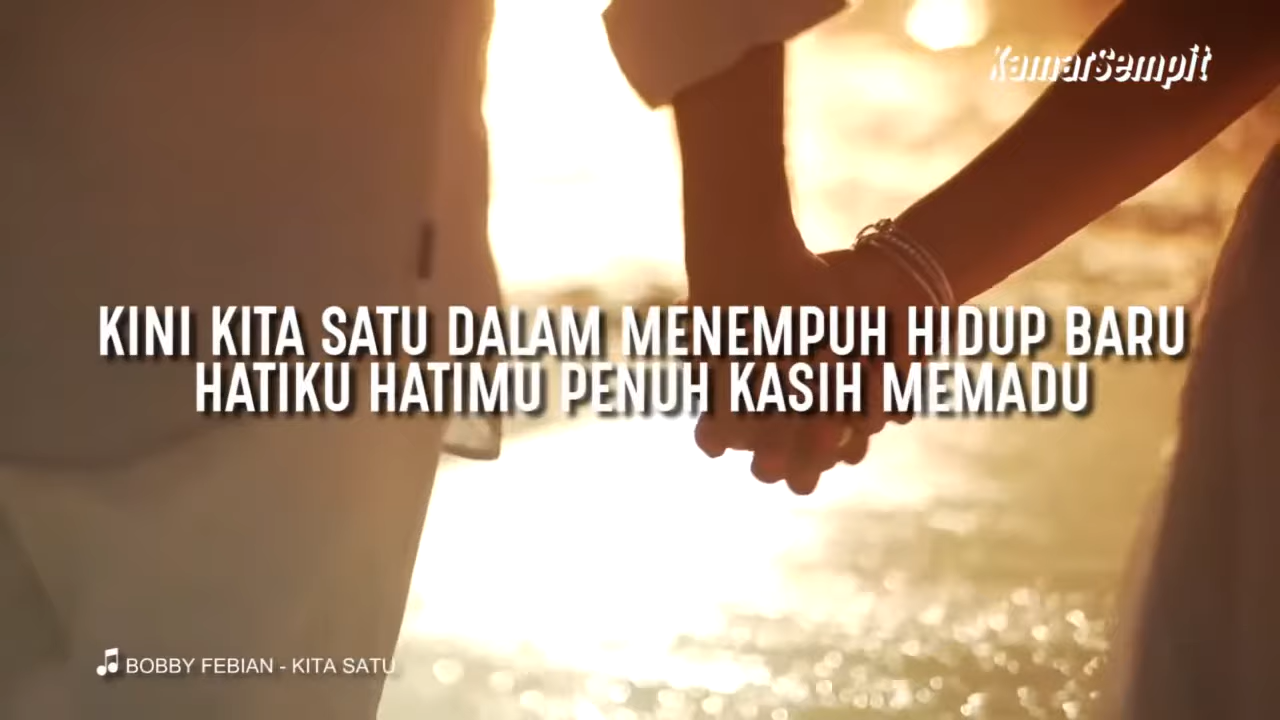 KamarSempit
KINI KITA SATU DALAM MENEMPUH HIDUP BARU
HATIKU HATIMU PENUH KASIH MEMADU
BOBBY FEBIAN - KITA SATU